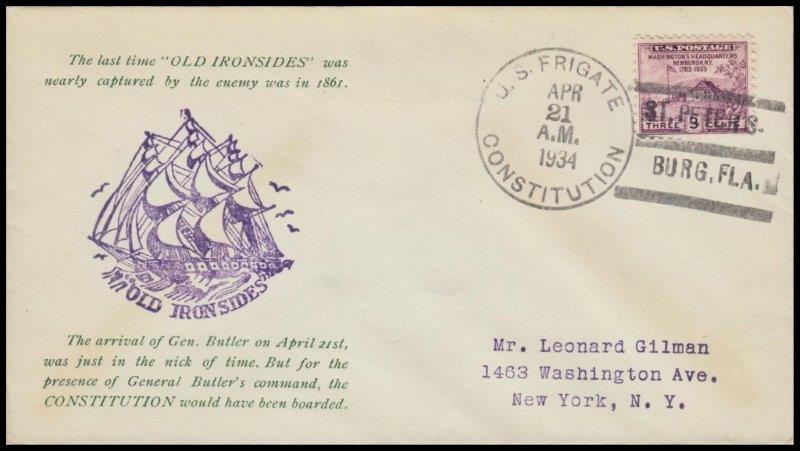 The last time "OLD IRONSIDES" was
nearly captured by the enemy was in 1861.
"OLD IRONSIDES"
The arrival of Gen. Butler on April 21st,
was just in the nick of time. But for the
presence of General Butler's command, the
CONSTITUTION would have been boarded.
U.S. FRIGATE
APR
21
A.M.
1934
CONSTITUTION
U.S. POSTAGE
WASHINGTON'S HEADQUARTERS
NEWBURGH, N.Y.
1783-1933
THREE 3 CENTS
ST. PETERS-
BURG, FLA.
Mr. Leonard Gilman
1463 Washington Ave.
New York, N. Y.